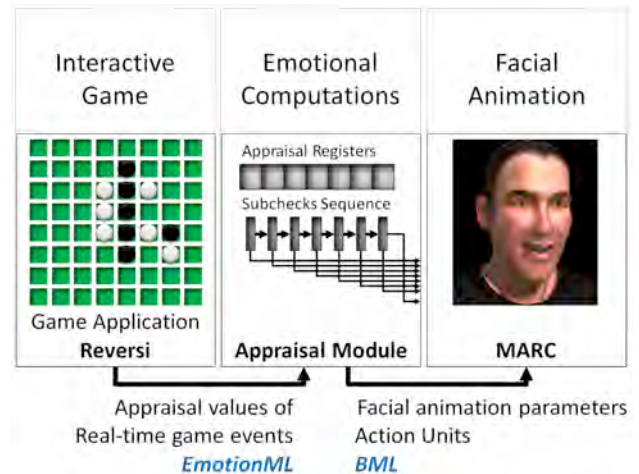 Interactive
Game
Emotional
Computations
Facial
Animation
Appraisal Registers
Subchecks Sequence
Game Application
Reversi
Appraisal Module
MARC
Appraisal values of
Real-time game events
EmotionML
Facial animation parameters
Action Units
BML